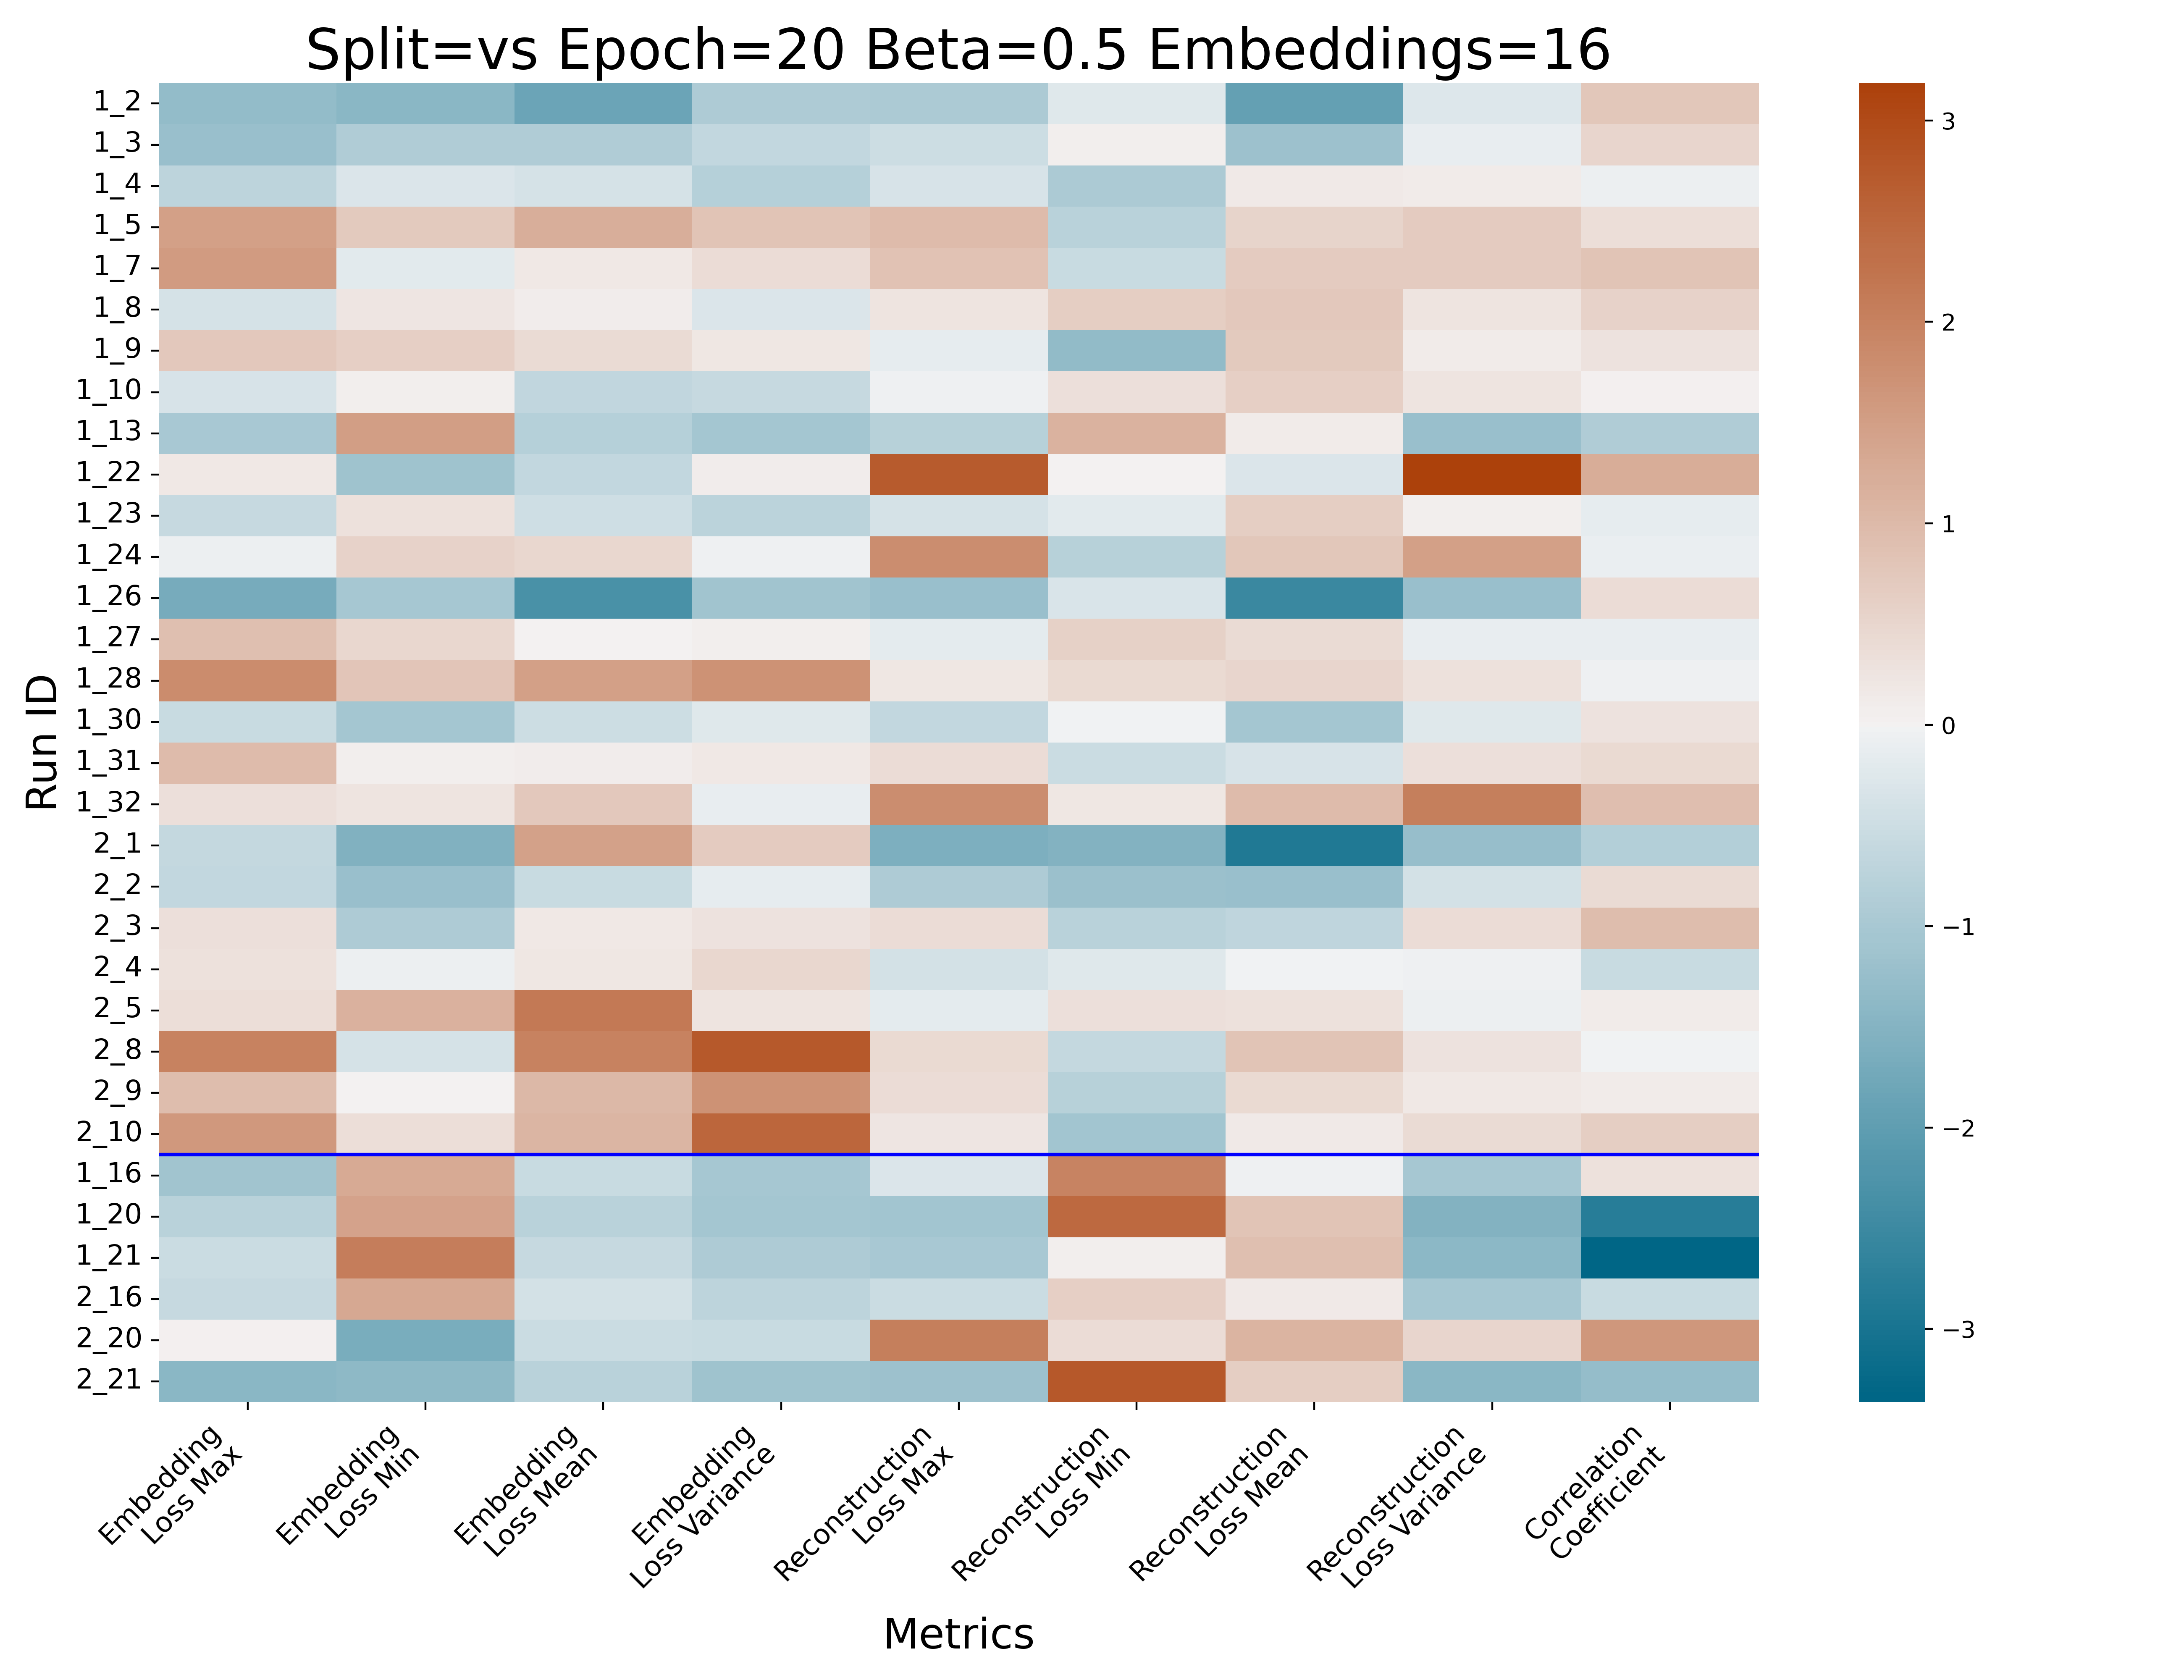 Split=vs Epoch=20 Beta=0.5 Embeddings=16
Run ID
1_2
1_3
1_4
1_5
1_7
1_8
1_9
1_10
1_13
1_22
1_23
1_24
1_26
1_27
1_28
1_30
1_31
1_32
2_1
2_2
2_3
2_4
2_5
2_8
2_9
2_10
1_16
1_20
1_21
2_16
2_20
2_21
3
2
1
0
−1
−2
−3
Embedding
Loss Max
Embedding
Loss Min
Embedding
Loss Mean
Embedding
Loss Variance
Reconstruction
Loss Max
Reconstruction
Loss Min
Reconstruction
Loss Mean
Reconstruction
Loss Variance
Correlation
Coefficient
Metrics